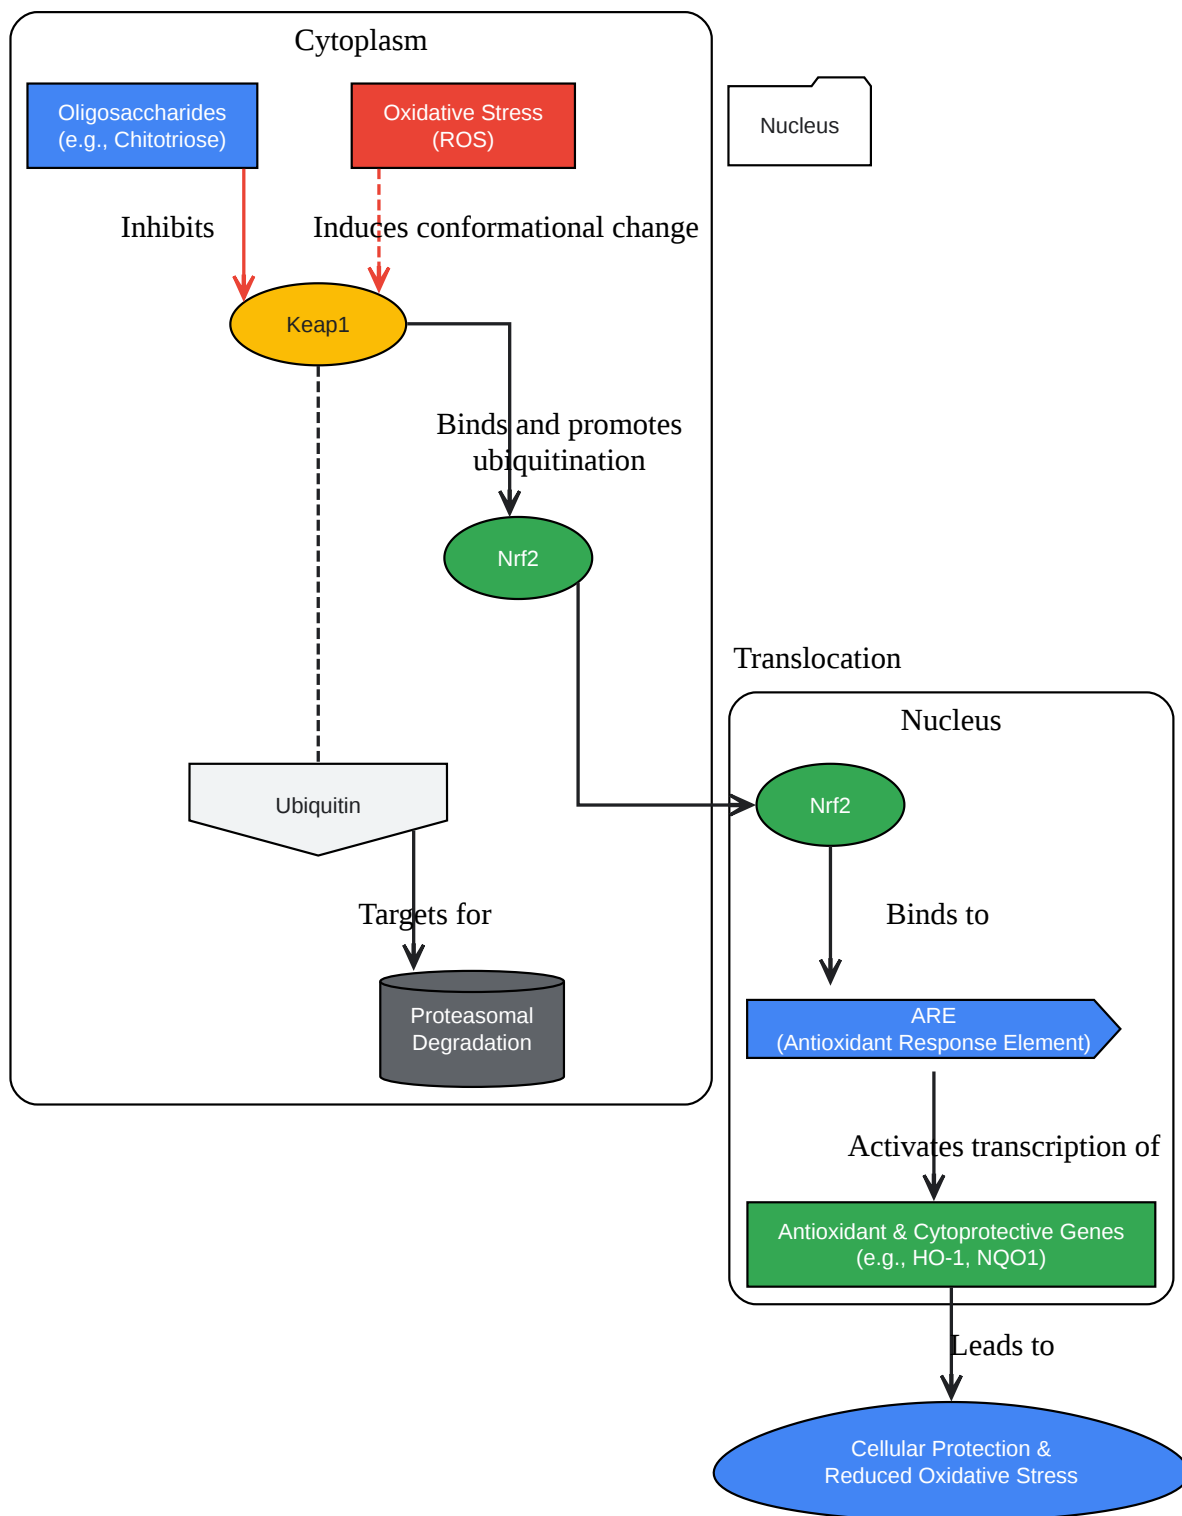 Cytoplasm
Oligosaccharides
(e.g., Chitotriose)
Oxidative Stress
(ROS)
Nucleus
Inhibits
Induces conformational change
Keap1
Binds and promotes
ubiquitination
Nrf2
Translocation
Nucleus
Ubiquitin
Nrf2
Targets for
Binds to
Proteasomal
Degradation
ARE
(Antioxidant Response Element)
Activates transcription of
Antioxidant & Cytoprotective Genes
(e.g., HO-1, NQO1)
Leads to
Cellular Protection &
Reduced Oxidative Stress